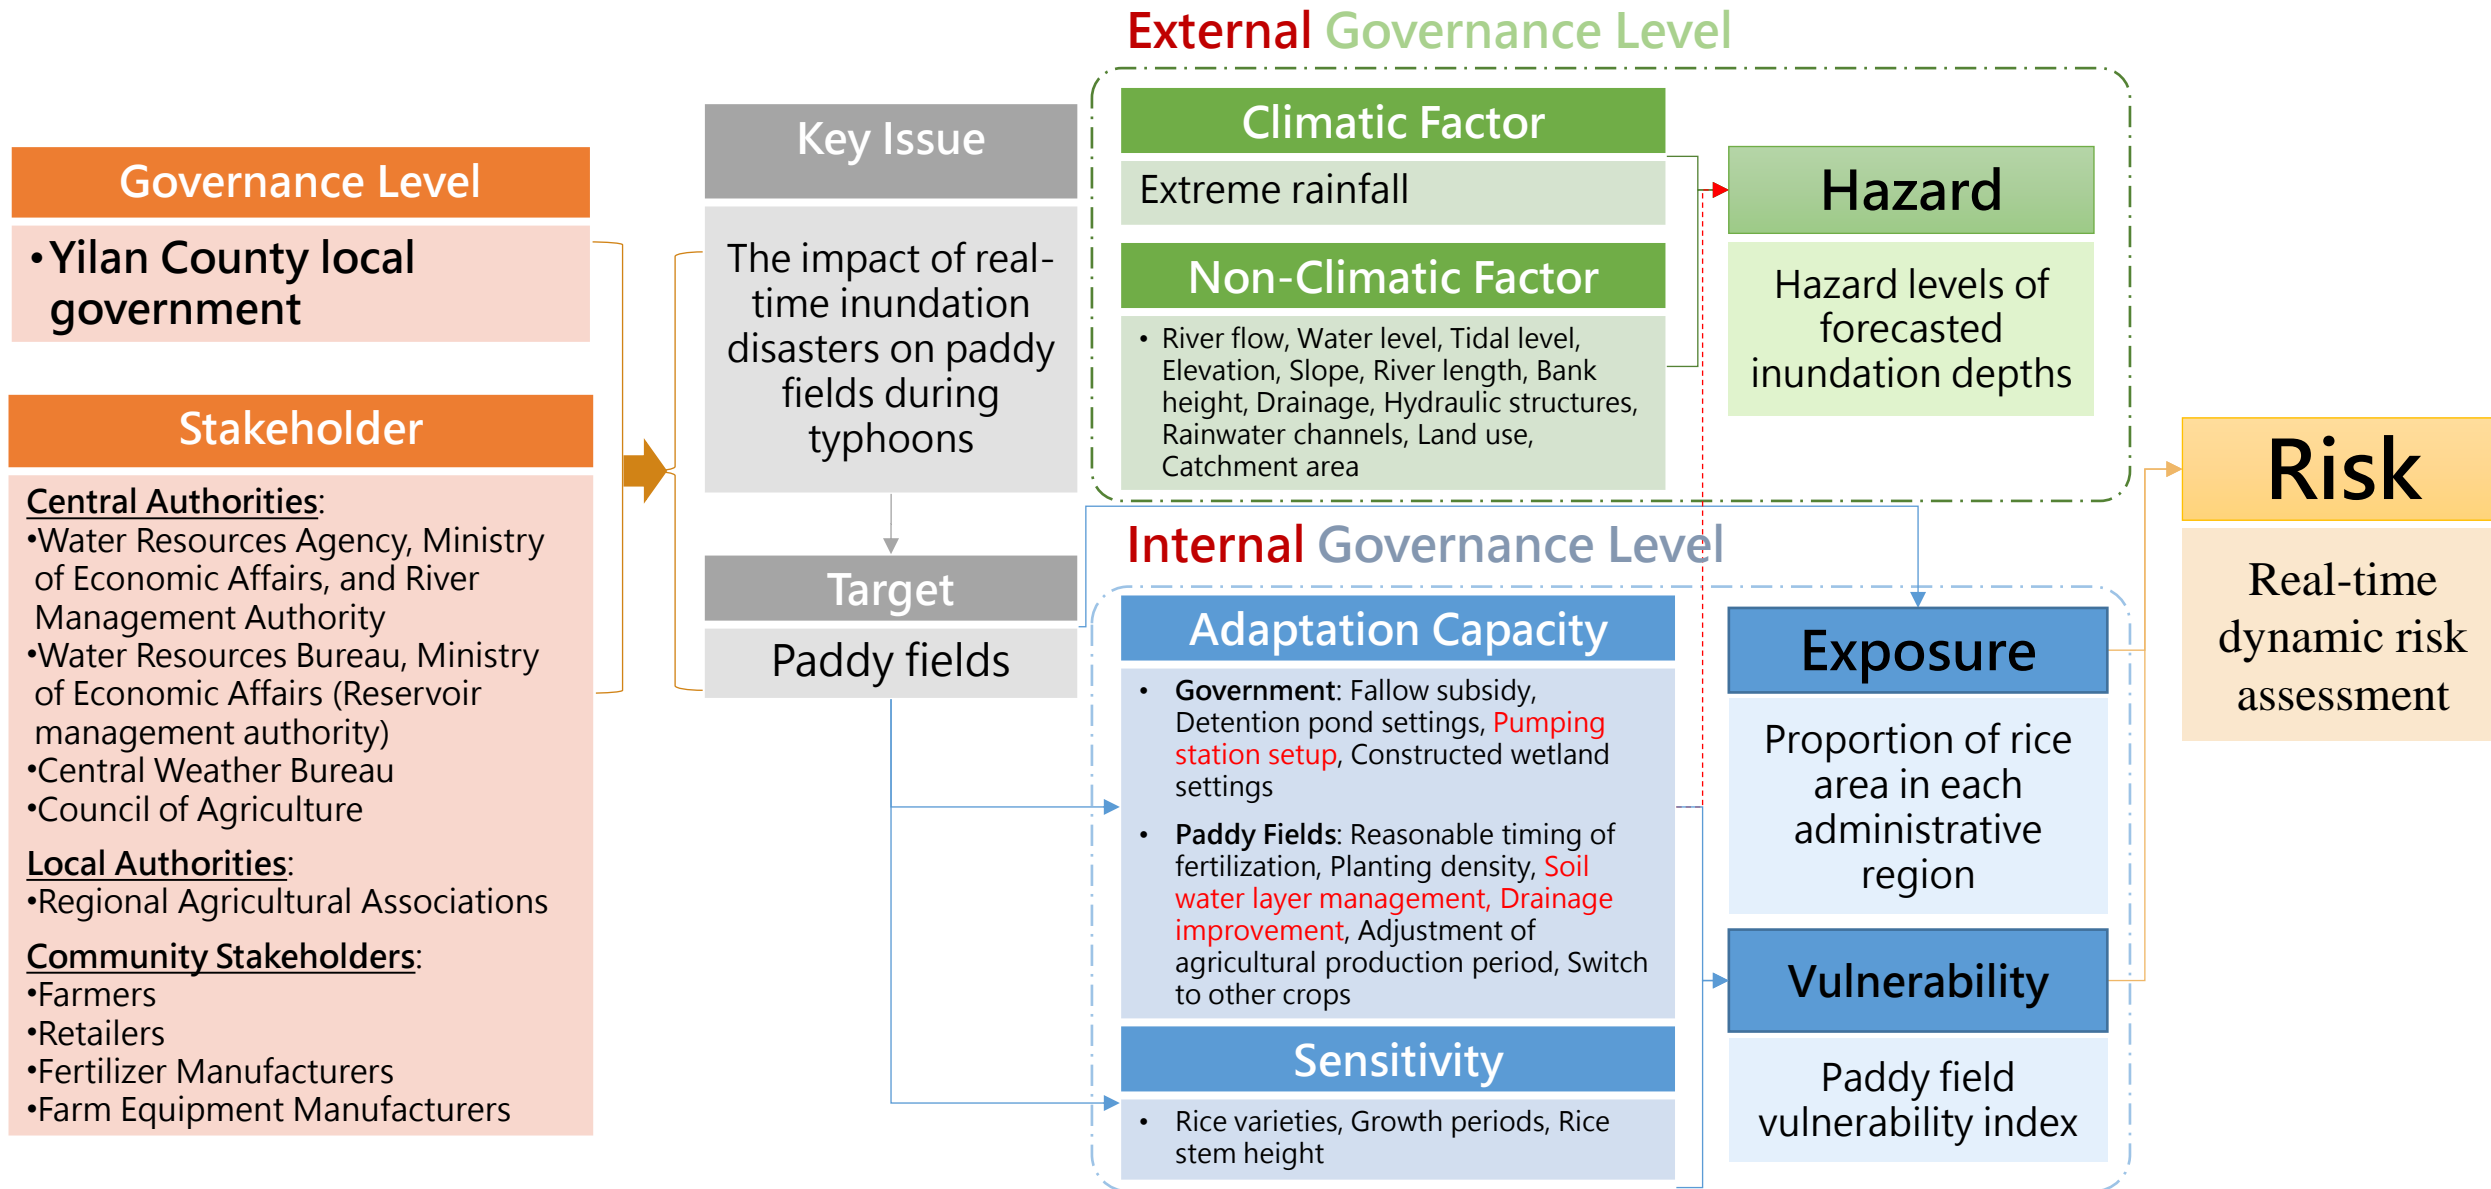 External Governance Level
Governance Level
• Yilan County local
government
Stakeholder
Central Authorities:
•Water Resources Agency, Ministry
of Economic Affairs, and River
Management Authority
•Water Resources Bureau, Ministry
of Economic Affairs (Reservoir
management authority)
•Central Weather Bureau
•Council of Agriculture
Local Authorities:
•Regional Agricultural Associations
Community Stakeholders:
•Farmers
•Retailers
•Fertilizer Manufacturers
•Farm Equipment Manufacturers
Key Issue
The impact of real-
time inundation
disasters on paddy
fields during
typhoons
Target
Paddy fields
Climatic Factor
Extreme rainfall
Non-Climatic Factor
• River flow, Water level, Tidal level,
Elevation, Slope, River length, Bank
height, Drainage, Hydraulic structures,
Rainwater channels, Land use,
Catchment area
Hazard
Hazard levels of
forecasted
inundation depths
Internal Governance Level
Adaptation Capacity
• Government: Fallow subsidy,
Detention pond settings, Pumping
station setup, Constructed wetland
settings
• Paddy Fields: Reasonable timing of
fertilization, Planting density, Soil
water layer management, Drainage
improvement, Adjustment of
agricultural production period, Switch
to other crops
Sensitivity
• Rice varieties, Growth periods, Rice
stem height
Exposure
Proportion of rice
area in each
administrative
region
Vulnerability
Paddy field
vulnerability index
Risk
Real-time
dynamic risk
assessment